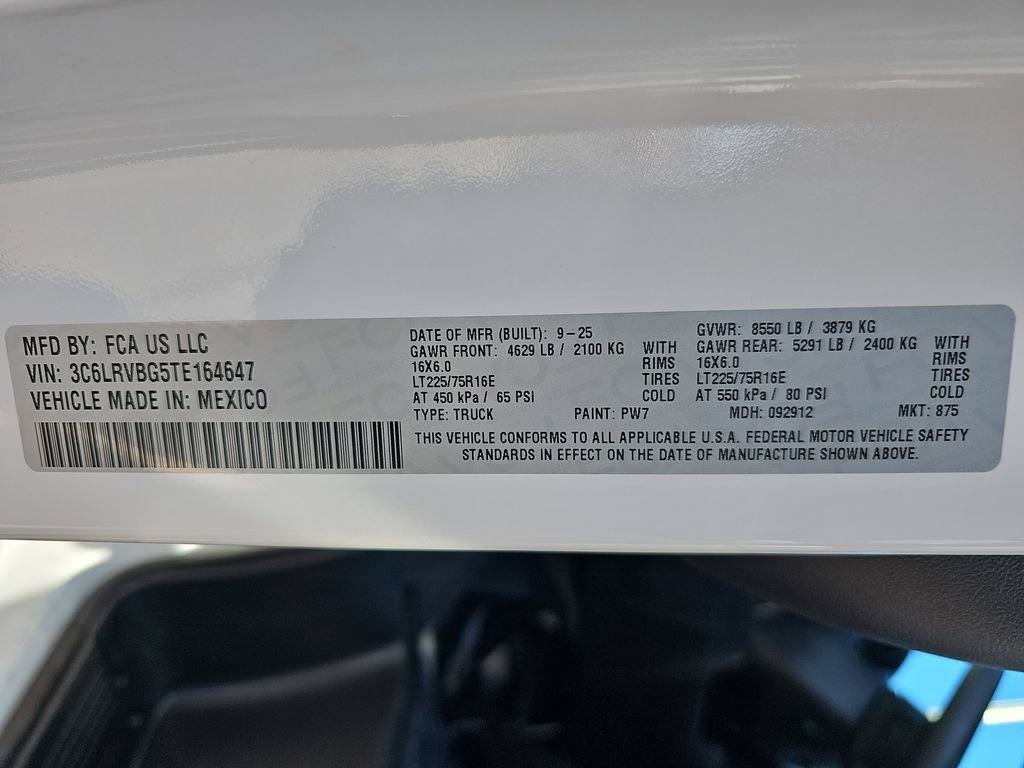 MFD BY: FCA US LLC
VIN: 3C6LRVBG5TE164647
VEHICLE MADE IN: MEXICO
DATE OF MFR (BUILT): 9-25
GAWR FRONT: 4629 LB / 2100 KG WITH
16X6.0 RIMS
LT225/75R16E TIRES
AT 450 kPa / 65 PSI COLD
GVWR: 8550 LB / 3879 KG
GAWR REAR: 5291 LB / 2400 KG WITH
16X6.0 RIMS
LT225/75R16E TIRES
AT 550 kPa / 80 PSI COLD
TYPE: TRUCK PAINT: PW7 MDH: 092912 MKT: 875
THIS VEHICLE CONFORMS TO ALL APPLICABLE U.S.A. FEDERAL MOTOR VEHICLE SAFETY
STANDARDS IN EFFECT ON THE DATE OF MANUFACTURE SHOWN ABOVE.